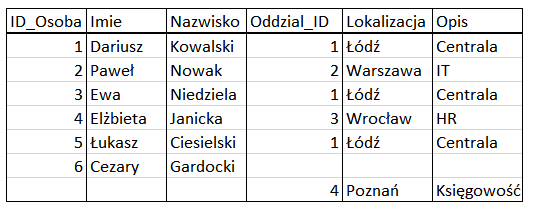 ID_Osoba Imie Nazwisko Oddzial_ID Lokalizacja Opis
1 Dariusz Kowalski 1 Łódź Centrala
2 Paweł Nowak 2 Warszawa IT
3 Ewa Niedziela 1 Łódź Centrala
4 Elżbieta Janicka 3 Wrocław HR
5 Łukasz Ciesielski 1 Łódź Centrala
6 Cezary Gardocki
4 Poznań Księgowość